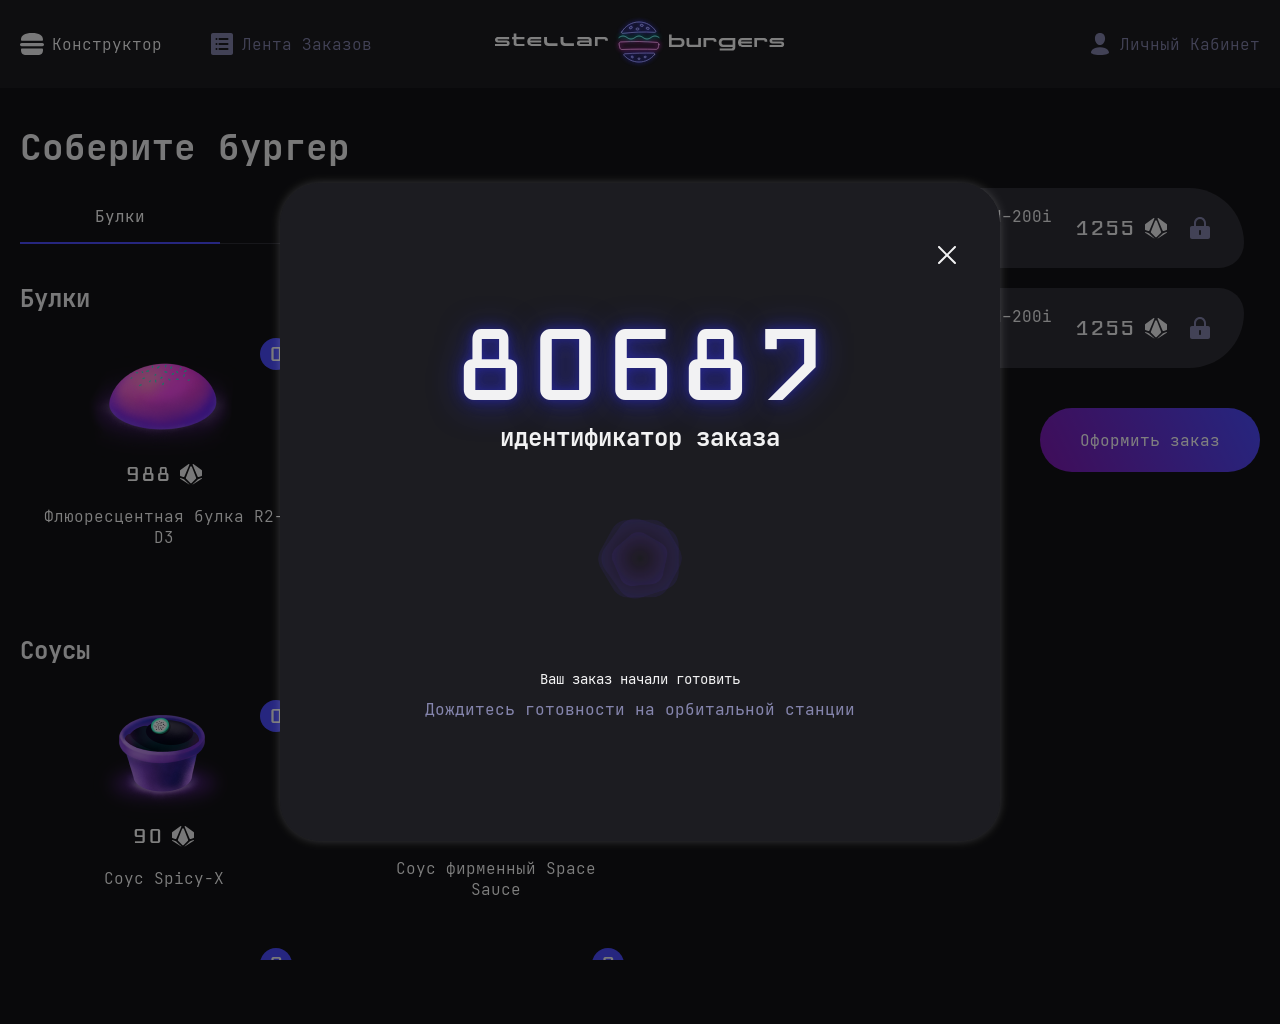 Конструктор
Лента Заказов
stellar burgers
Личный Кабинет
Соберите бургер
Булки
-200i
1255
-200i
1255
Оформить заказ
Булки
988
Флюоресцентная булка R2-
D3
80687
идентификатор заказа
Ваш заказ начали готовить
Дождитесь готовности на орбитальной станции
Соусы
90
Соус Spicy-X
Соус фирменный Space
Sauce